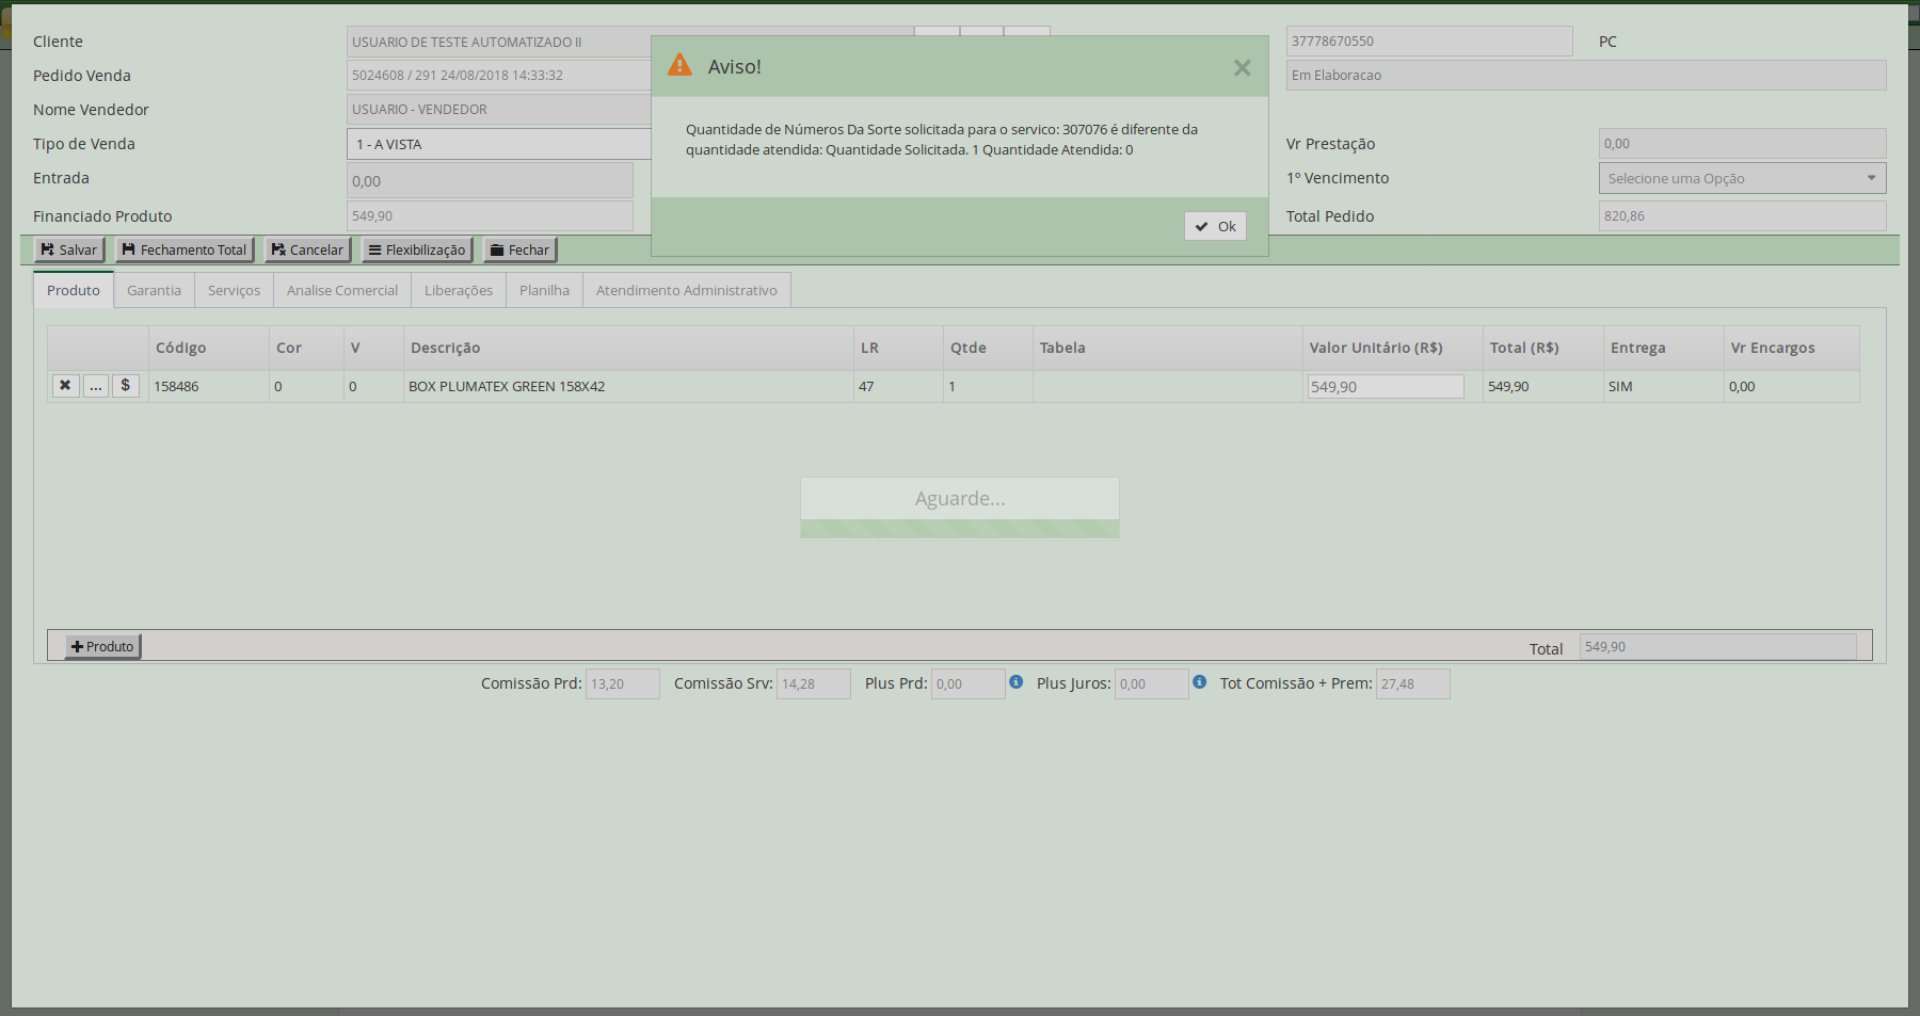 Cliente
USUARIO DE TESTE AUTOMATIZADO II
37778670550
PC
Pedido Venda
5024608 / 291 24/08/2018 14:33:32
Em Elaboracao
Nome Vendedor
USUARIO - VENDEDOR
Tipo de Venda
1 - A VISTA
Vr Prestação
0,00
Entrada
0,00
1º Vencimento
Selecione uma Opção
Financiado Produto
549,90
Total Pedido
820,86
Aviso!
Quantidade de Números Da Sorte solicitada para o servico: 307076 é diferente da
quantidade atendida: Quantidade Solicitada. 1 Quantidade Atendida: 0
Ok
Salvar Fechamento Total Cancelar Flexibilização Fechar
Produto Garantia Serviços Analise Comercial Liberações Planilha Atendimento Administrativo
Código Cor V Descrição LR Qtde Tabela Valor Unitário (R$) Total (R$) Entrega Vr Encargos
... $ 158486 0 0 BOX PLUMATEX GREEN 158X42 47 1 549,90 549,90 SIM 0,00
Aguarde...
Produto
Total 549,90
Comissão Prd: 13,20 Comissão Srv: 14,28 Plus Prd: 0,00 Plus Juros: 0,00 Tot Comissão + Prem: 27,48